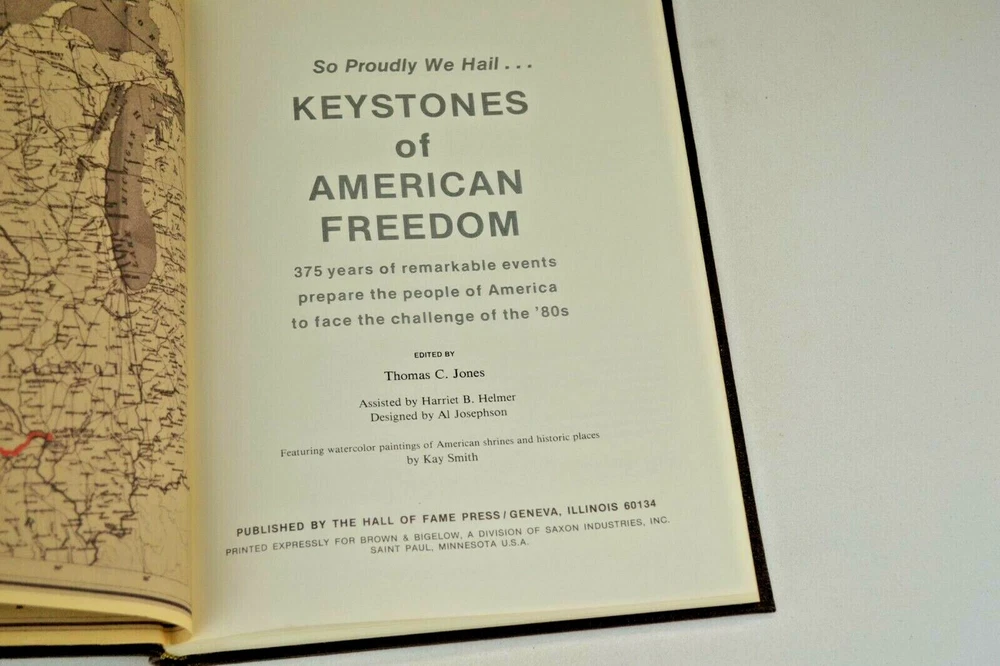 So Proudly We Hail . . .
KEYSTONES
of
AMERICAN
FREEDOM
375 years of remarkable events
prepare the people of America
to face the challenge of the '80s
EDITED BY
Thomas C. Jones
Assisted by Harriet B. Helmer
Designed by Al Josephson
Featuring watercolor paintings of American shrines and historic places
by Kay Smith
PUBLISHED BY THE HALL OF FAME PRESS / GENEVA, ILLINOIS 60134
PRINTED EXPRESSLY FOR BROWN & BIGELOW, A DIVISION OF SAXON INDUSTRIES, INC.
SAINT PAUL, MINNESOTA U.S.A.